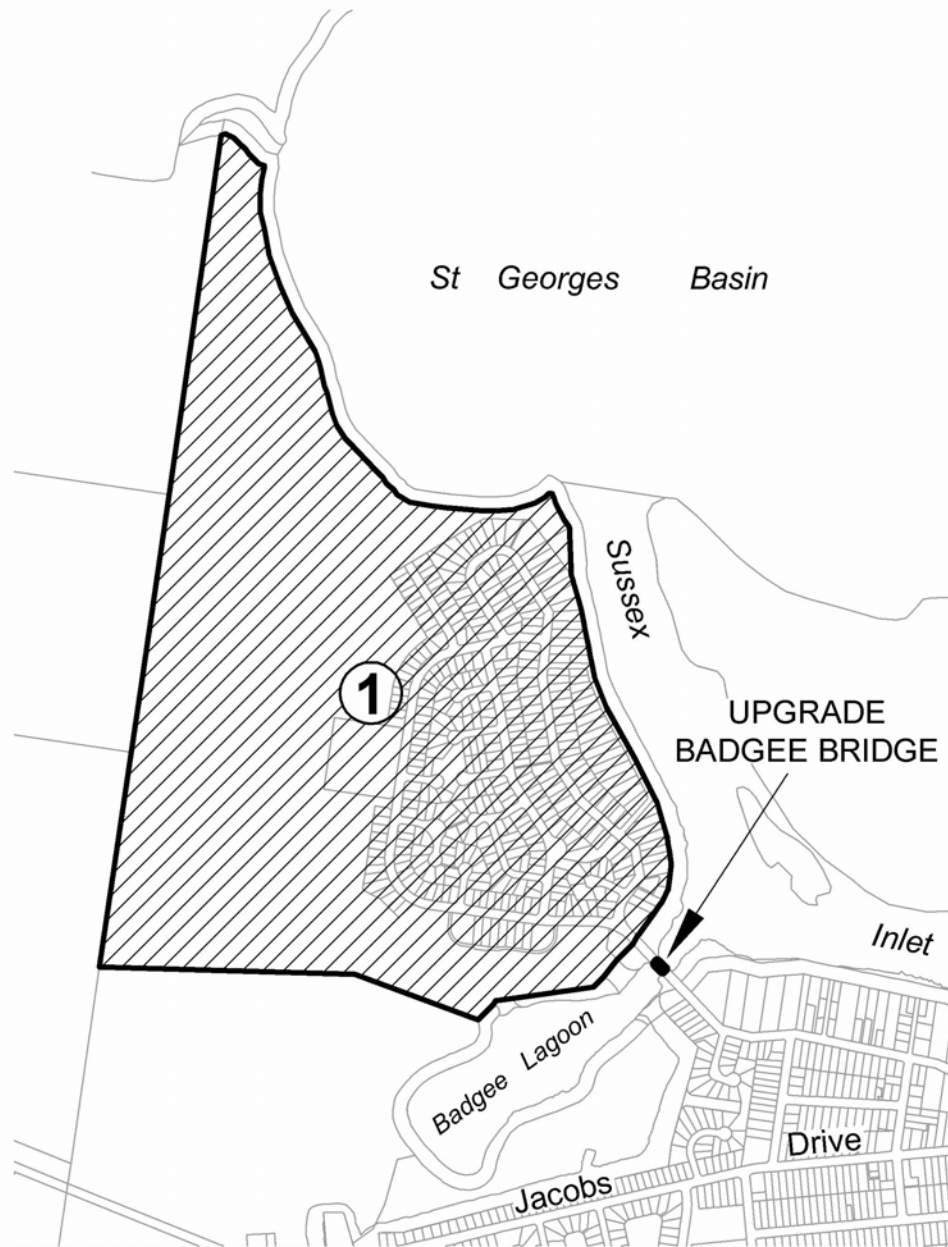 St Georges Basin
Sussex
1
UPGRADE
BADGEE BRIDGE
Inlet
Badgee Lagoon
Drive
Jacobs